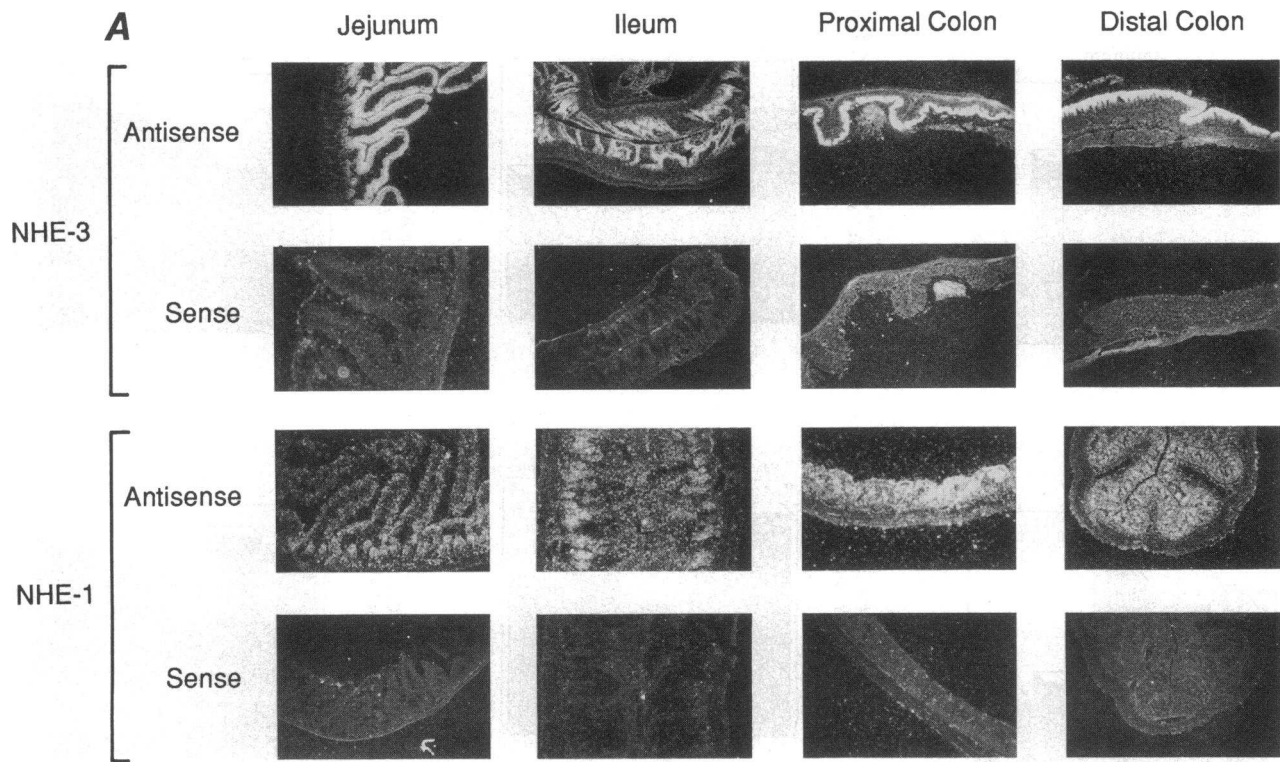 A
Jejunum Ileum Proximal Colon Distal Colon
Antisense
NHE-3
Sense
Antisense
NHE-1
Sense